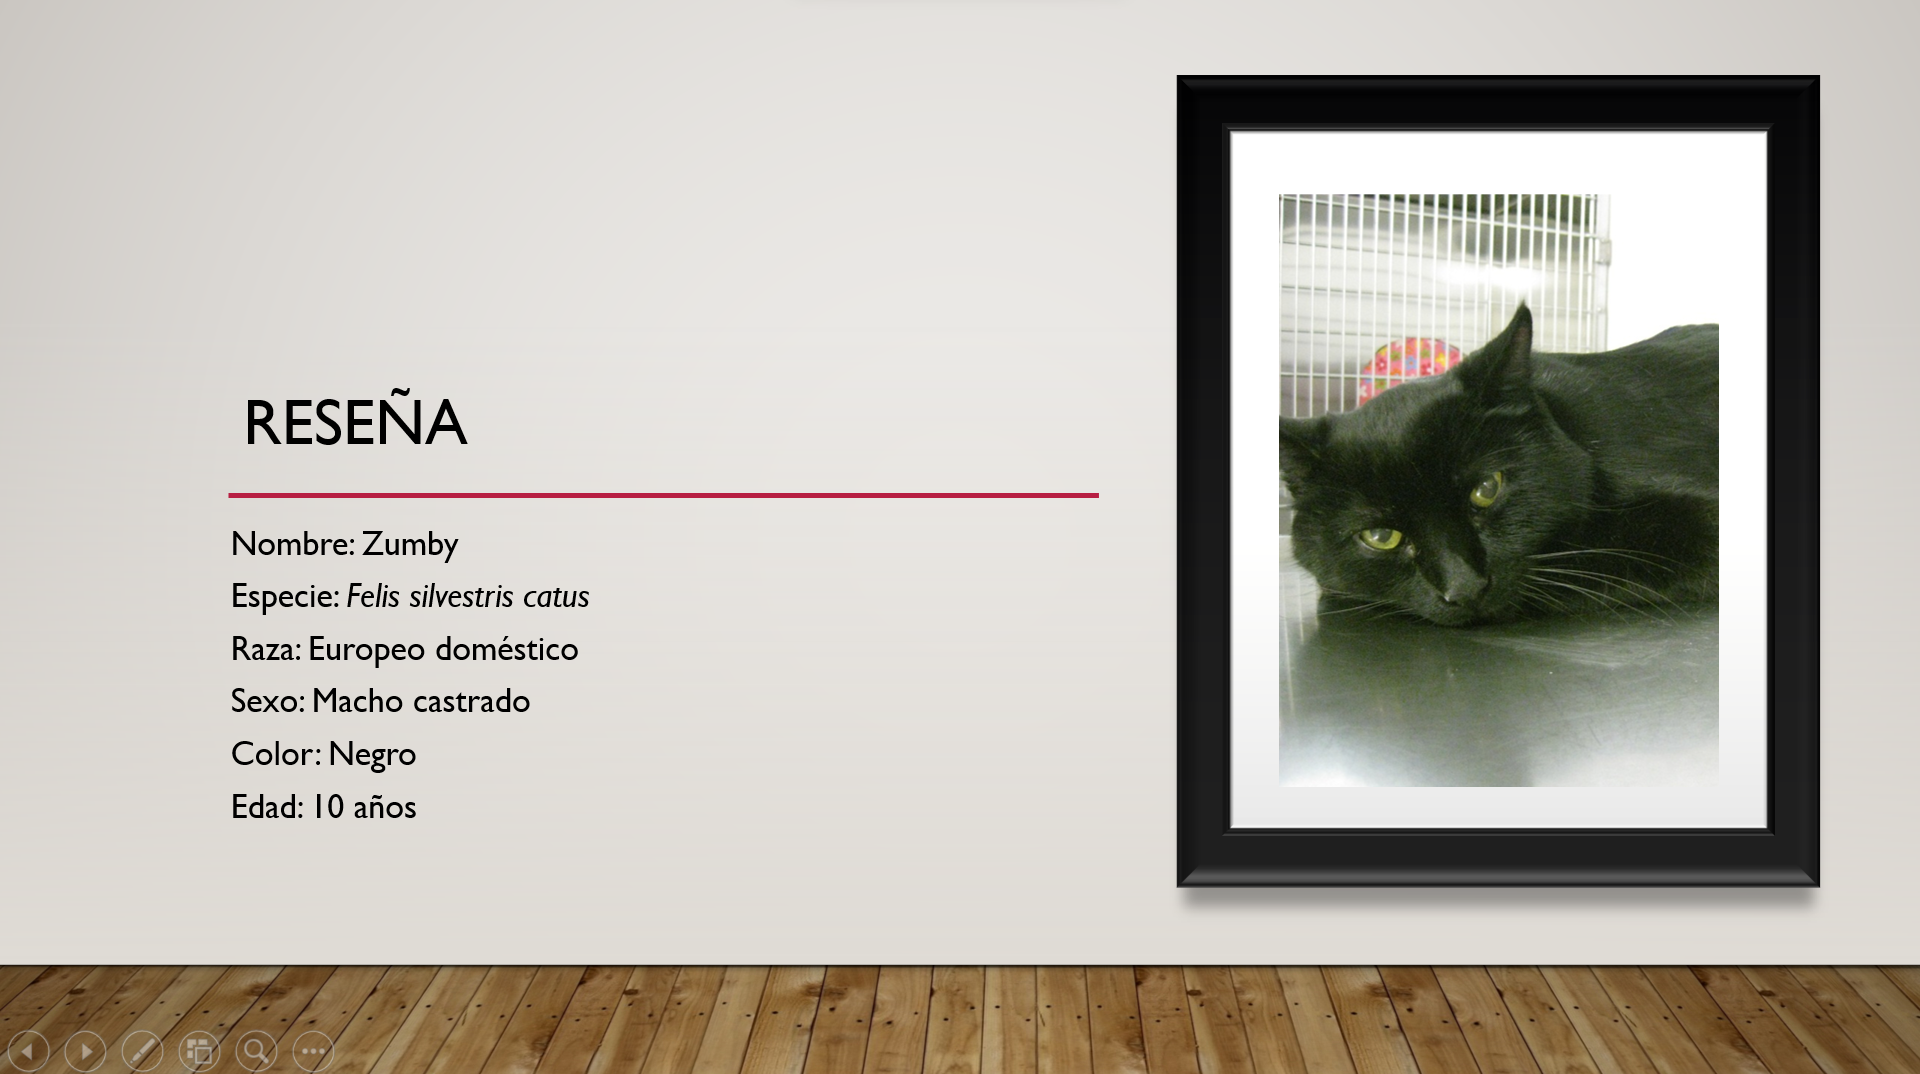 RESEÑA
Nombre: Zumby
Especie: Felis silvestris catus
Raza: Europeo doméstico
Sexo: Macho castrado
Color: Negro
Edad: 10 años